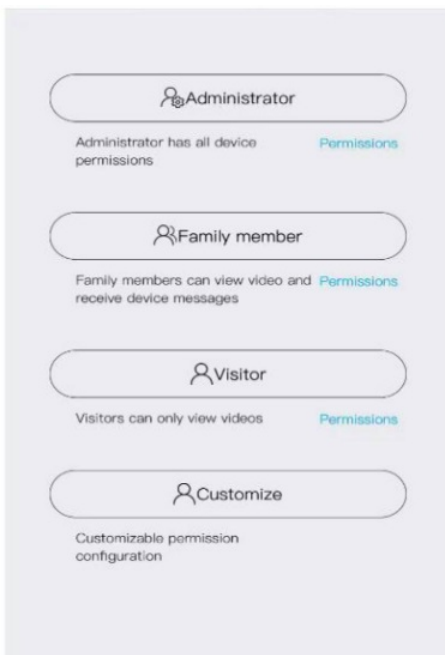 Administrator
Administrator has all device Permissions
permissions
Family member
Family members can view video and Permissions
receive device messages
Visitor
Visitors can only view videos Permissions
Customize
Customizable permission
configuration